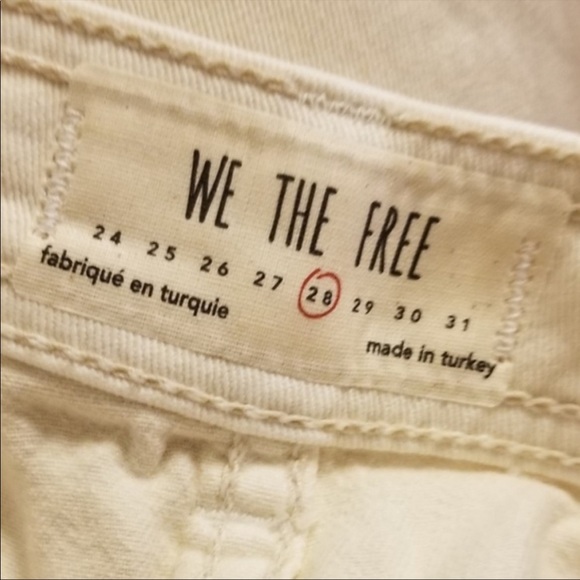 WE THE FREE
24 25 26 27 28 29 30 31
fabriqué en turquie
made in turkey